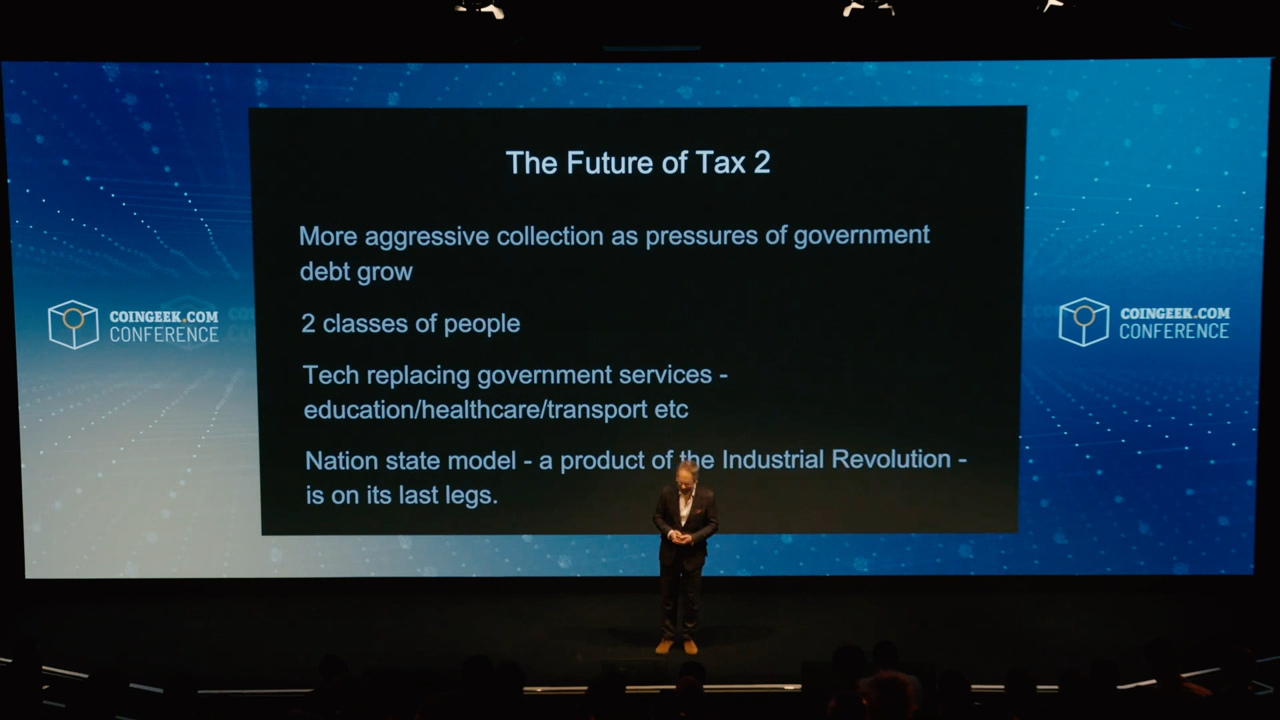 The Future of Tax 2
More aggressive collection as pressures of government
debt grow
2 classes of people
Tech replacing government services -
education/healthcare/transport etc
Nation state model - a product of the Industrial Revolution -
is on its last legs.
COINGEEK.COM
CONFERENCE
COINGEEK.COM
CONFERENCE